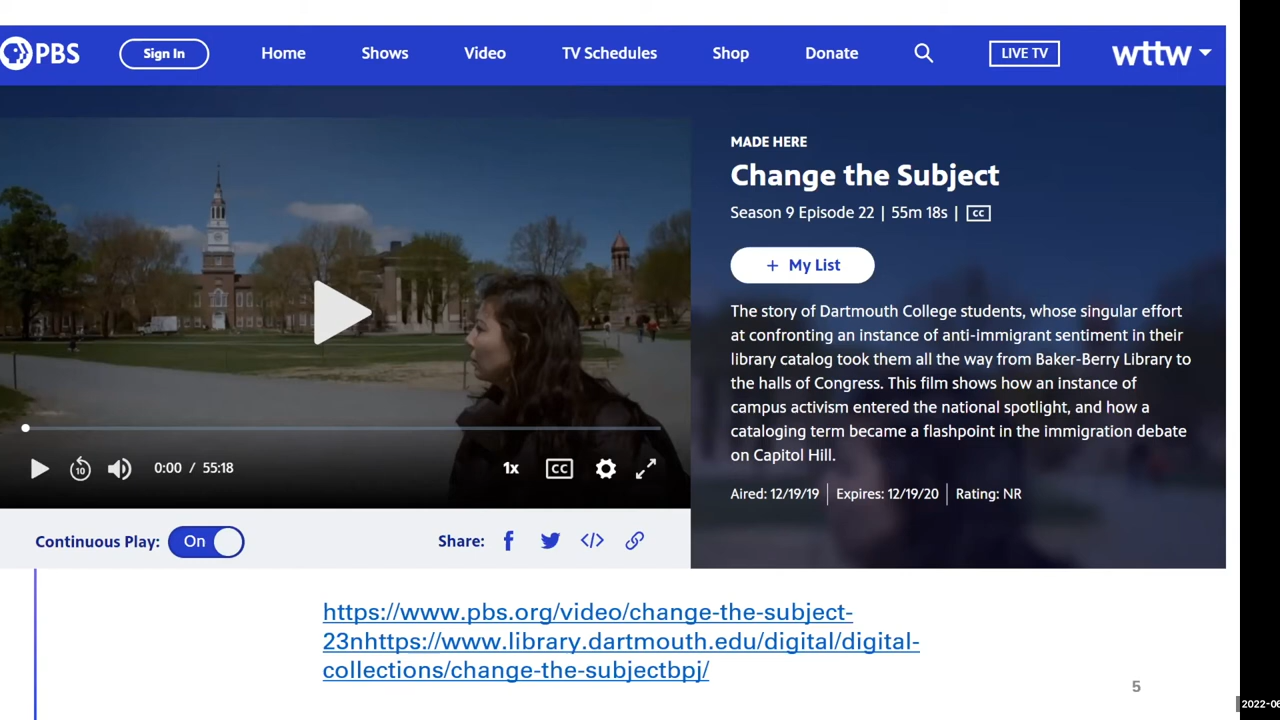 PBS
Sign In
Home
Shows
Video
TV Schedules
Shop
Donate
LIVE TV
wttw
MADE HERE
Change the Subject
Season 9 Episode 22 | 55m 18s | CC
+ My List
The story of Dartmouth College students, whose singular effort
at confronting an instance of anti-immigrant sentiment in their
library catalog took them all the way from Baker-Berry Library to
the halls of Congress. This film shows how an instance of
campus activism entered the national spotlight, and how a
cataloging term became a flashpoint in the immigration debate
on Capitol Hill.
Aired: 12/19/19 | Expires: 12/19/20 | Rating: NR
10
0:00 / 55:18
1x
CC
Continuous Play: On
Share:
https://www.pbs.org/video/change-the-subject-
23nhttps://www.library.dartmouth.edu/digital/digital-
collections/change-the-subjectbpj/
5